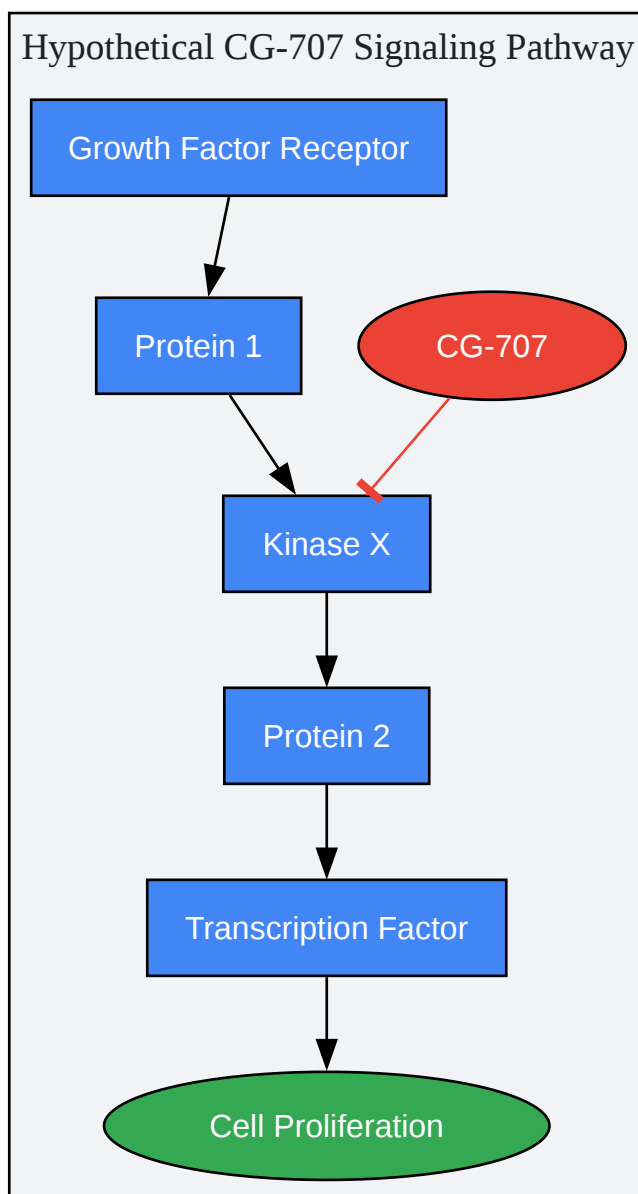 Hypothetical CG-707 Signaling Pathway
Growth Factor Receptor
Protein 1
CG-707
Kinase X
Protein 2
Transcription Factor
Cell Proliferation